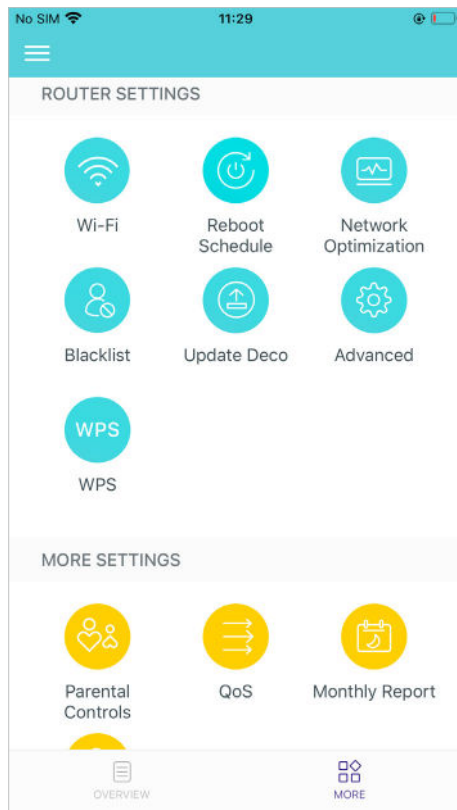 No SIM 11:29
ROUTER SETTINGS
Wi-Fi
Reboot
Schedule
Network
Optimization
Blacklist
Update Deco
Advanced
WPS
WPS
MORE SETTINGS
Parental
Controls
QoS
Monthly Report
OVERVIEW
MORE